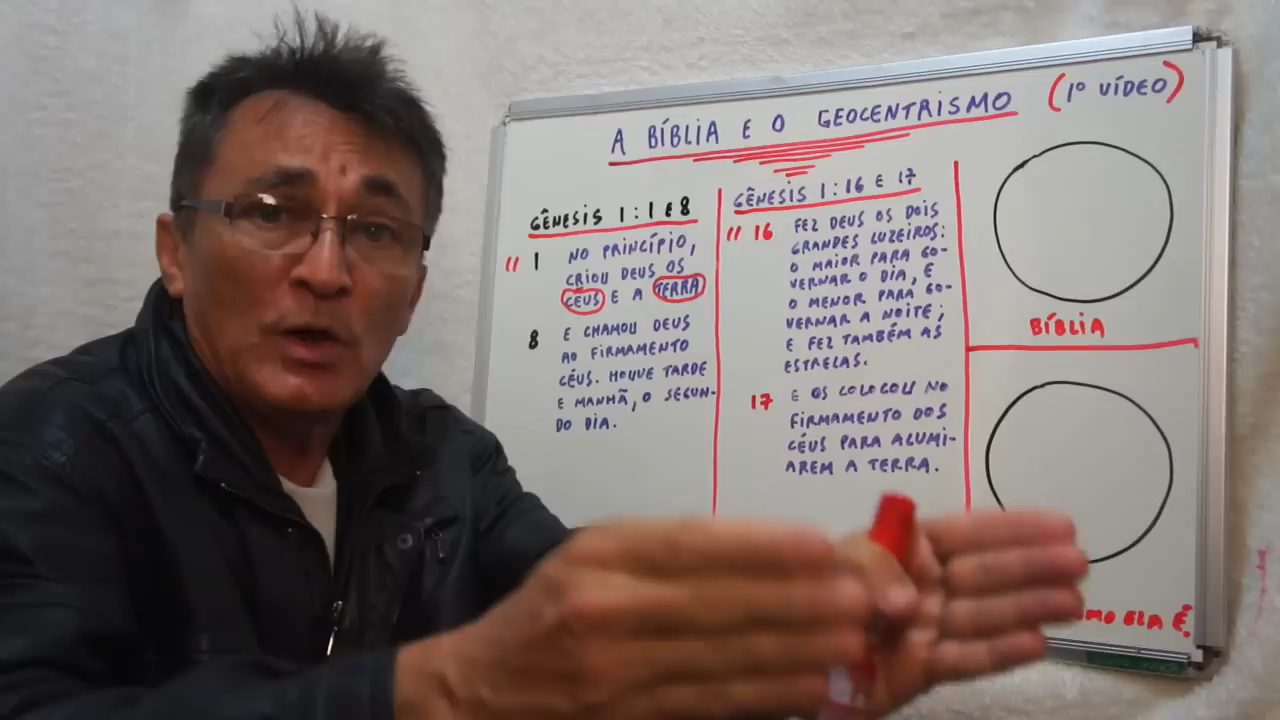 A BÍBLIA E O GEOCENTRISMO (1º VÍDEO)
GÊNESIS 1:1 E 8
" 1 NO PRINCÍPIO,
CRIOU DEUS OS
CÉUS E A TERRA
8 E CHAMOU DEUS
AO FIRMAMENTO
CÉUS. HOUVE TARDE
E MANHÃ, O SEGUN-
DO DIA.
GÊNESIS 1:16 E 17
" 16 FEZ DEUS OS DOIS
GRANDES LUZEIROS:
O MAIOR PARA GO-
VERNAR O DIA, E
O MENOR PARA GO-
VERNAR A NOITE;
E FEZ TAMBÉM AS
ESTRELAS.
17 E OS COLOCOU NO
FIRMAMENTO DOS
CÉUS PARA ALUMI-
AREM A TERRA.
BÍBLIA
ELA É.